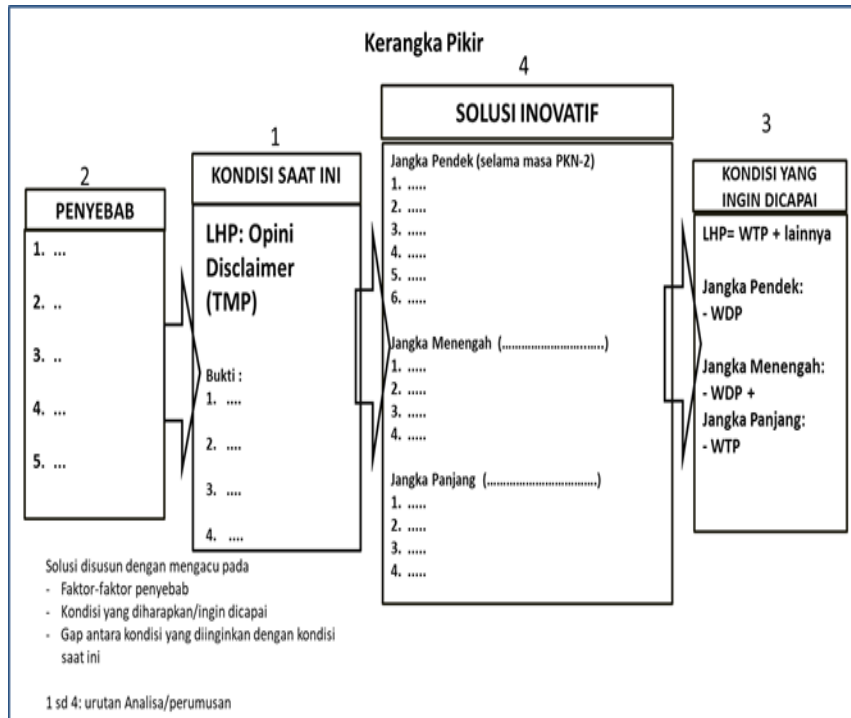 Kerangka Pikir
2
PENYEBAB
1. ...
2. ..
3. ..
4. ...
5. ...
1
KONDISI SAAT INI
LHP: Opini
Disclaimer
(TMP)
Bukti :
1. ....
2. ....
3. ....
4. ....
4
SOLUSI INOVATIF
Jangka Pendek (selama masa PKN-2)
1. .....
2. .....
3. .....
4. .....
5. .....
6. .....
Jangka Menengah (.............................)
1. .....
2. .....
3. .....
4. .....
Jangka Panjang (.................................)
1. .....
2. .....
3. .....
4. .....
3
KONDISI YANG
INGIN DICAPAI
LHP= WTP + lainnya
Jangka Pendek:
- WDP
Jangka Menengah:
- WDP +
Jangka Panjang:
- WTP
Solusi disusun dengan mengacu pada
- Faktor-faktor penyebab
- Kondisi yang diharapkan/ingin dicapai
- Gap antara kondisi yang diinginkan dengan kondisi
saat ini
1 sd 4: urutan Analisa/perumusan